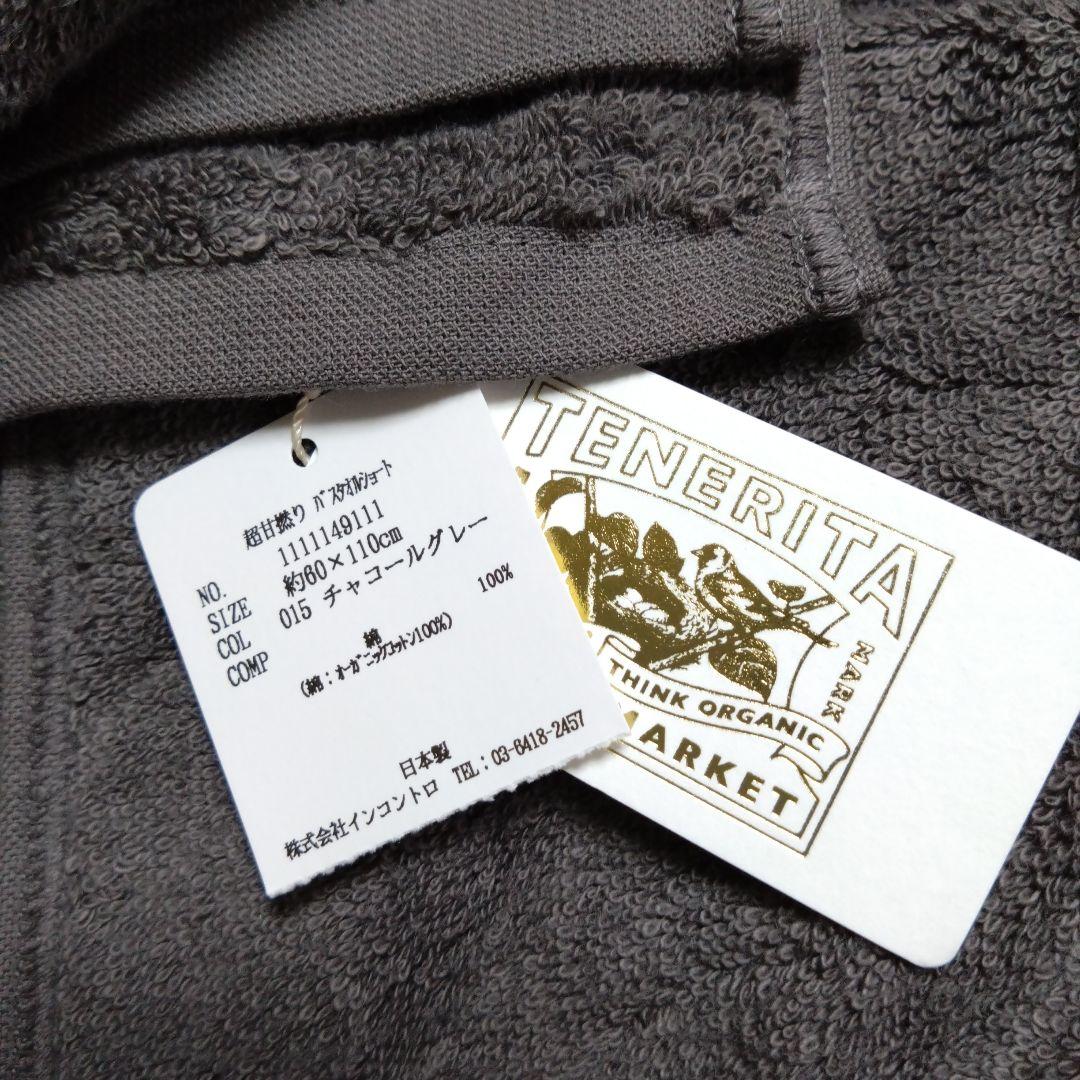 超甘撚り バスタオルショート
NO. 1111149111
SIZE 約60×110cm
COL 015 チャコールグレー
COMP
綿 100%
(綿:オーガニックコットン100%)
日本製
株式会社インコントロ TEL:03-6418-2457
TENERITA
MARK
THINK ORGANIC
MARKET